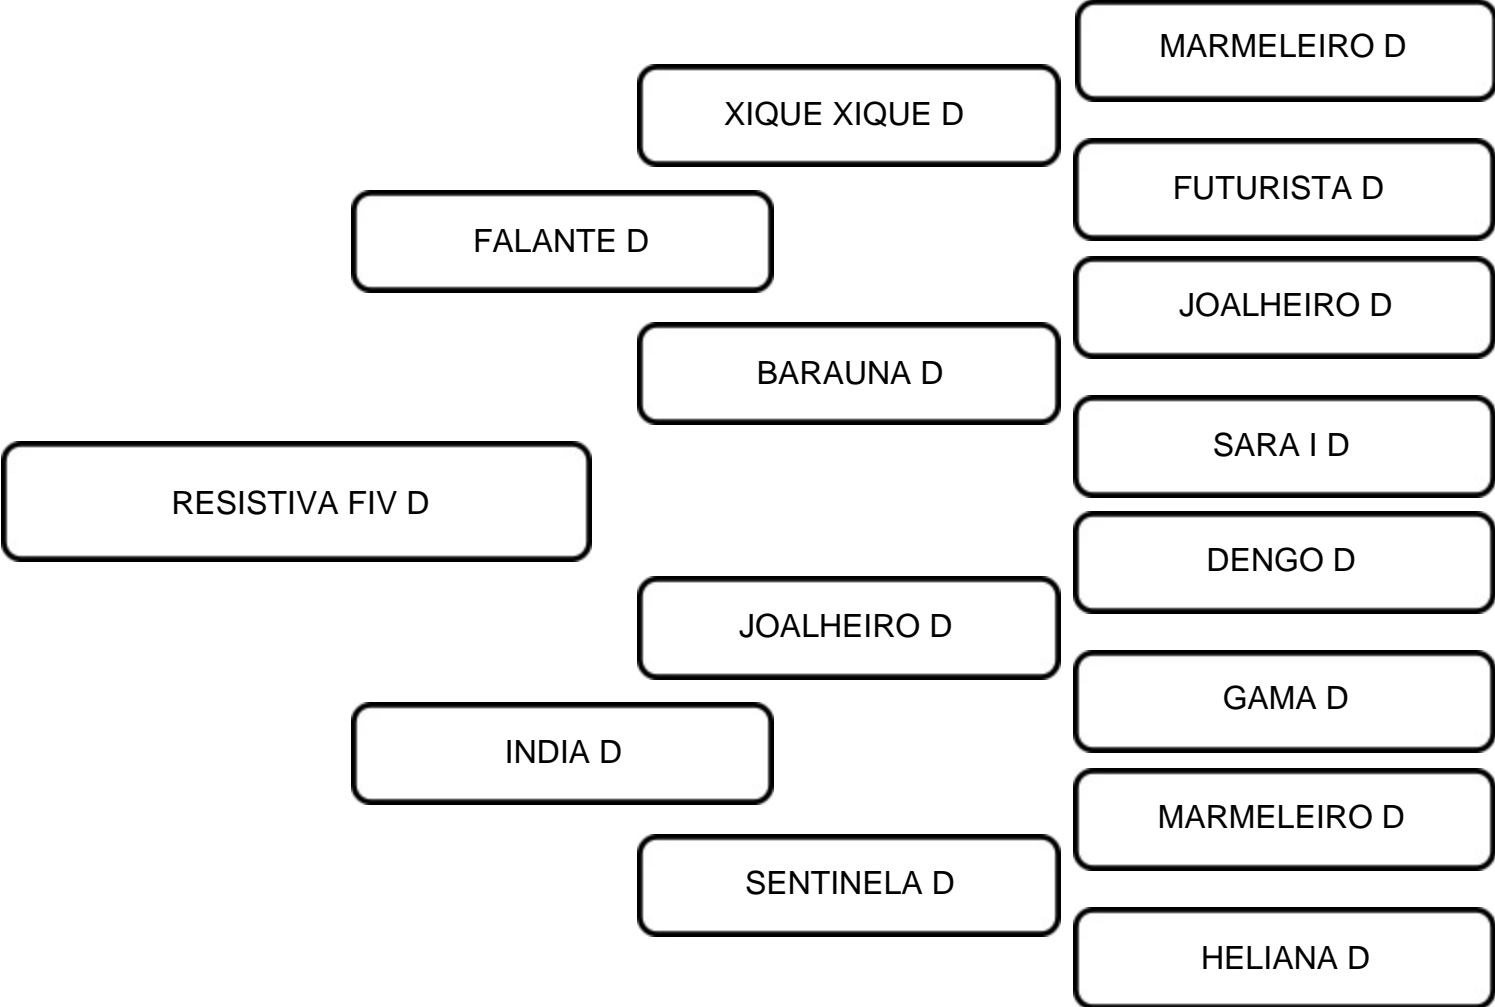 MARMELEIRO D
XIQUE XIQUE D
FUTURISTA D
FALANTE D
JOALHEIRO D
BARAUNA D
SARA I D
RESISTIVA FIV D
DENGO D
JOALHEIRO D
GAMA D
INDIA D
MARMELEIRO D
SENTINELA D
HELIANA D